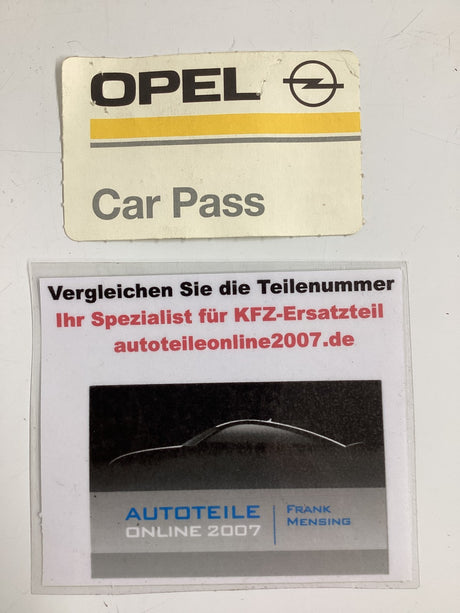 OPEL
Car Pass
Vergleichen Sie die Teilenummer
Ihr Spezialist für KFZ-Ersatzteil
autoteileonline2007.de
AUTOTEILE
ONLINE 2007
FRANK
MENSING